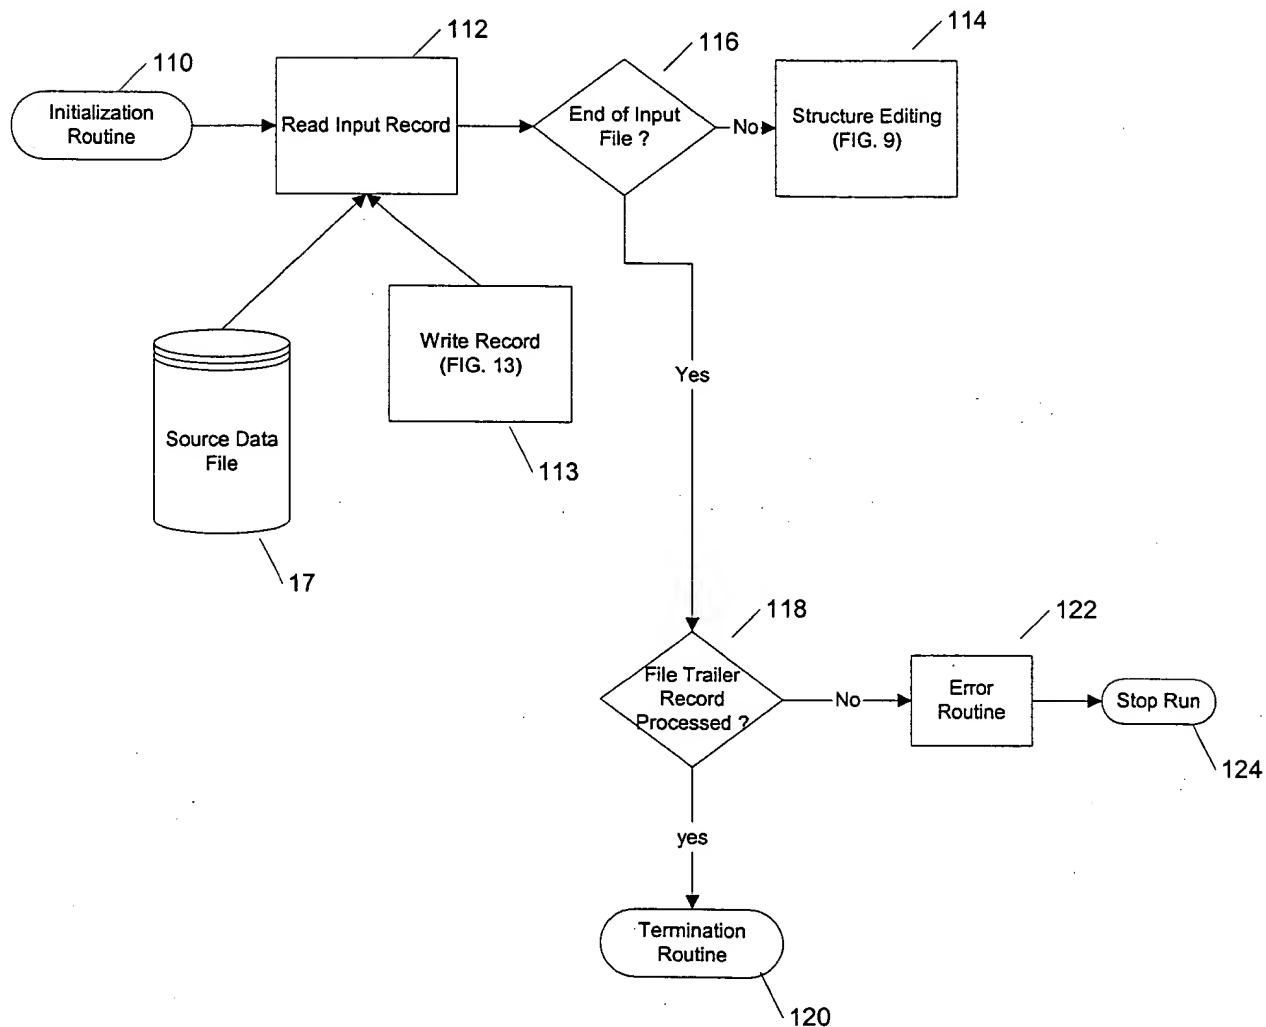 110
112
116
114
Initialization
Routine
Read Input Record
End of Input
File ?
No
Structure Editing
(FIG. 9)
Write Record
(FIG. 13)
113
Source Data
File
17
Yes
118
File Trailer
Record
Processed ?
No
122
Error
Routine
Stop Run
124
yes
Termination
Routine
120